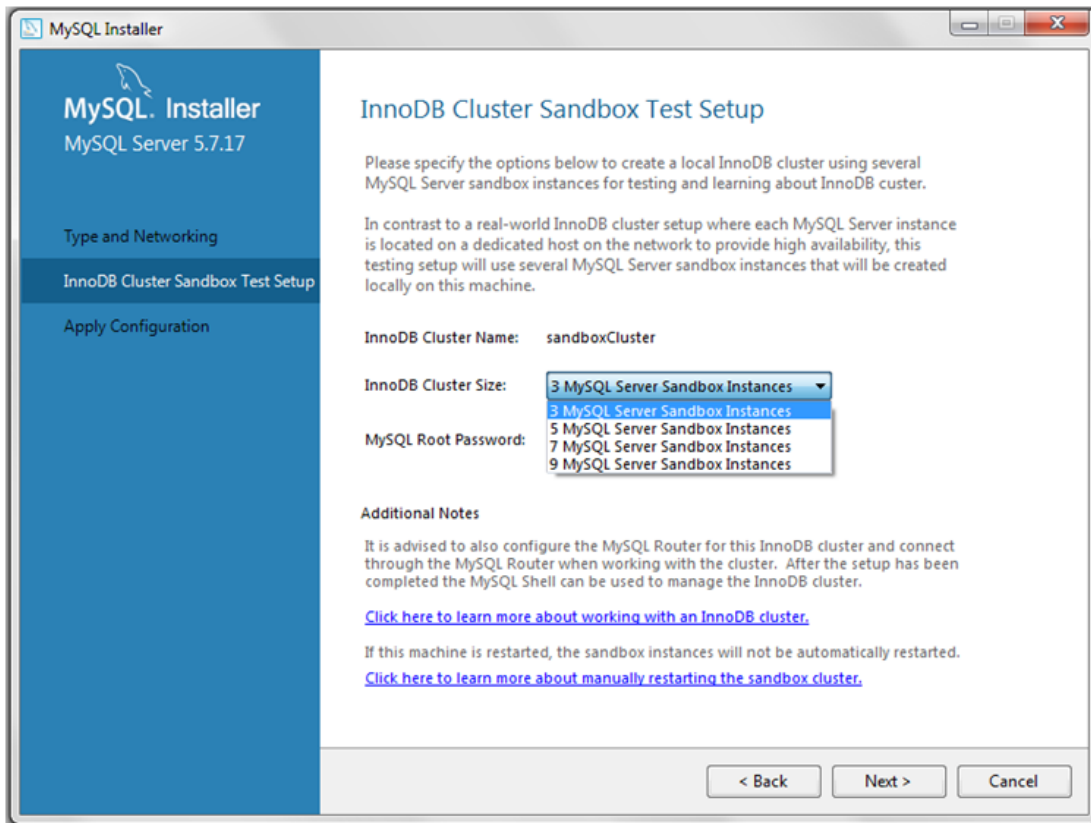 MySQL Installer
MySQL. Installer
MySQL Server 5.7.17
Type and Networking
InnoDB Cluster Sandbox Test Setup
Apply Configuration
InnoDB Cluster Sandbox Test Setup
Please specify the options below to create a local InnoDB cluster using several
MySQL Server sandbox instances for testing and learning about InnoDB custer.
In contrast to a real-world InnoDB cluster setup where each MySQL Server instance
is located on a dedicated host on the network to provide high availability, this
testing setup will use several MySQL Server sandbox instances that will be created
locally on this machine.
InnoDB Cluster Name: sandboxCluster
InnoDB Cluster Size: 3 MySQL Server Sandbox Instances
3 MySQL Server Sandbox Instances
5 MySQL Server Sandbox Instances
MySQL Root Password:
7 MySQL Server Sandbox Instances
9 MySQL Server Sandbox Instances
Additional Notes
It is advised to also configure the MySQL Router for this InnoDB cluster and connect
through the MySQL Router when working with the cluster. After the setup has been
completed the MySQL Shell can be used to manage the InnoDB cluster.
Click here to learn more about working with an InnoDB cluster.
If this machine is restarted, the sandbox instances will not be automatically restarted.
Click here to learn more about manually restarting the sandbox cluster.
< Back Next > Cancel